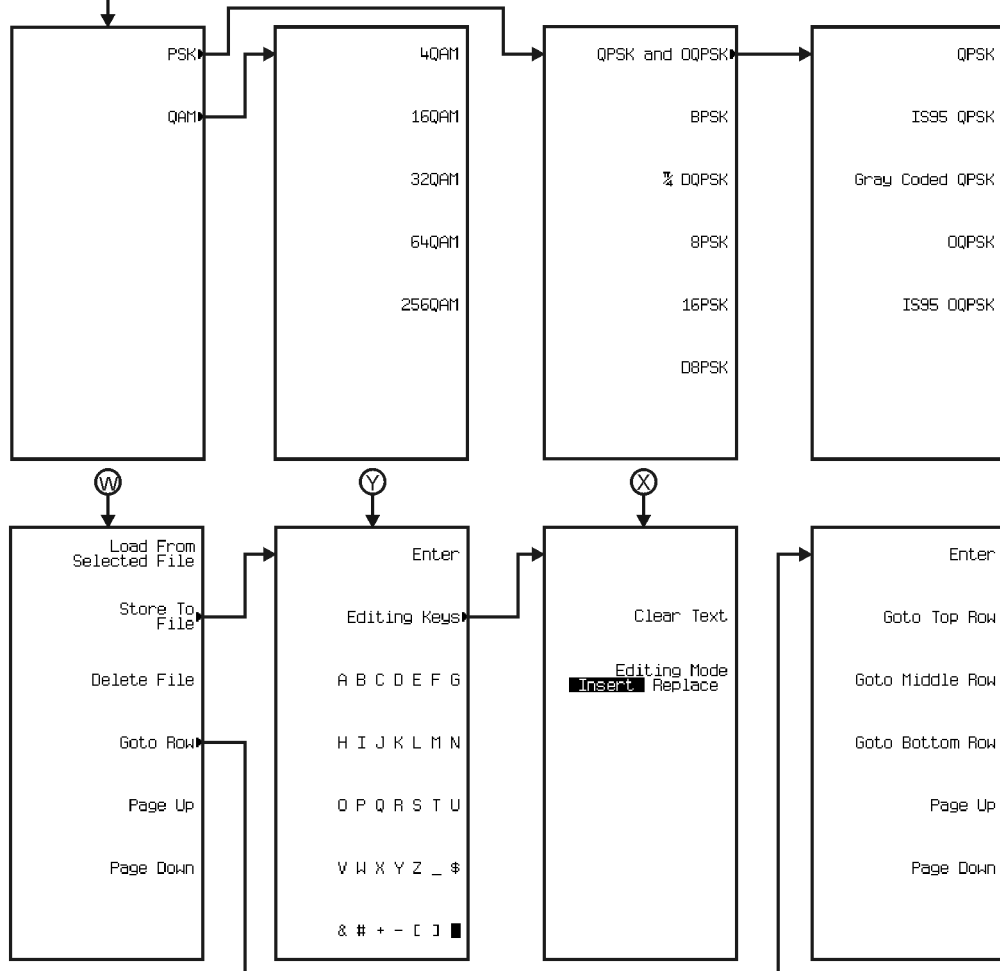 PSK
QAM
4QAM
16QAM
32QAM
64QAM
256QAM
QPSK and OQPSK
BPSK
π/4 DQPSK
8PSK
16PSK
D8PSK
QPSK
IS95 QPSK
Gray Coded QPSK
OQPSK
IS95 OQPSK
W
Load From
Selected File
Store To
File
Delete File
Goto Row
Page Up
Page Down
Y
Enter
Editing Keys
A B C D E F G
H I J K L M N
O P Q R S T U
V W X Y Z _ $
& # + - [ ] █
X
Clear Text
Editing Mode
Insert Replace
Enter
Goto Top Row
Goto Middle Row
Goto Bottom Row
Page Up
Page Down